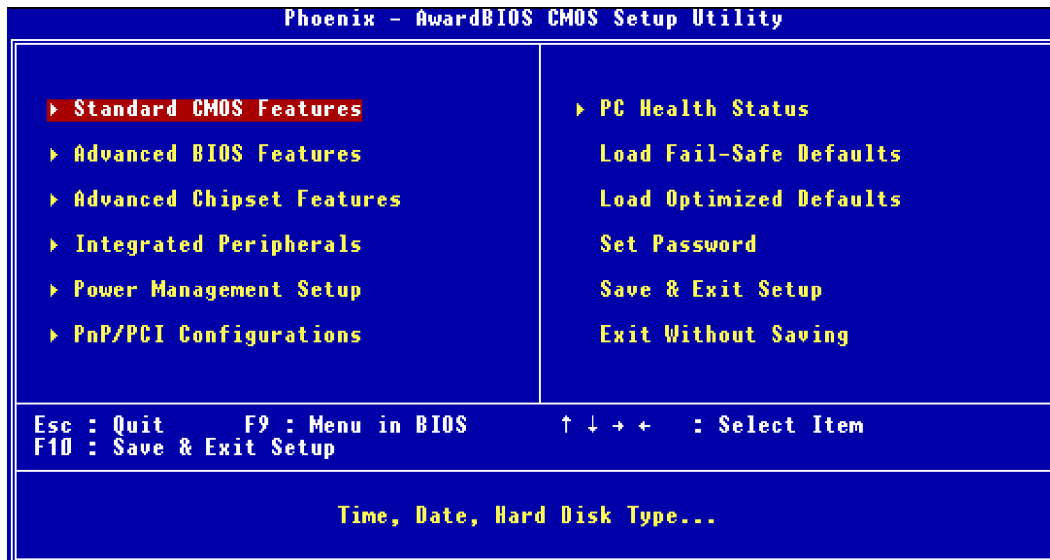 Phoenix - AwardBIOS CMOS Setup Utility
▸ Standard CMOS Features
▸ Advanced BIOS Features
▸ Advanced Chipset Features
▸ Integrated Peripherals
▸ Power Management Setup
▸ PnP/PCI Configurations
▸ PC Health Status
Load Fail-Safe Defaults
Load Optimized Defaults
Set Password
Save & Exit Setup
Exit Without Saving
Esc : Quit F9 : Menu in BIOS ↑ ↓ → ← : Select Item
F10 : Save & Exit Setup
Time, Date, Hard Disk Type...